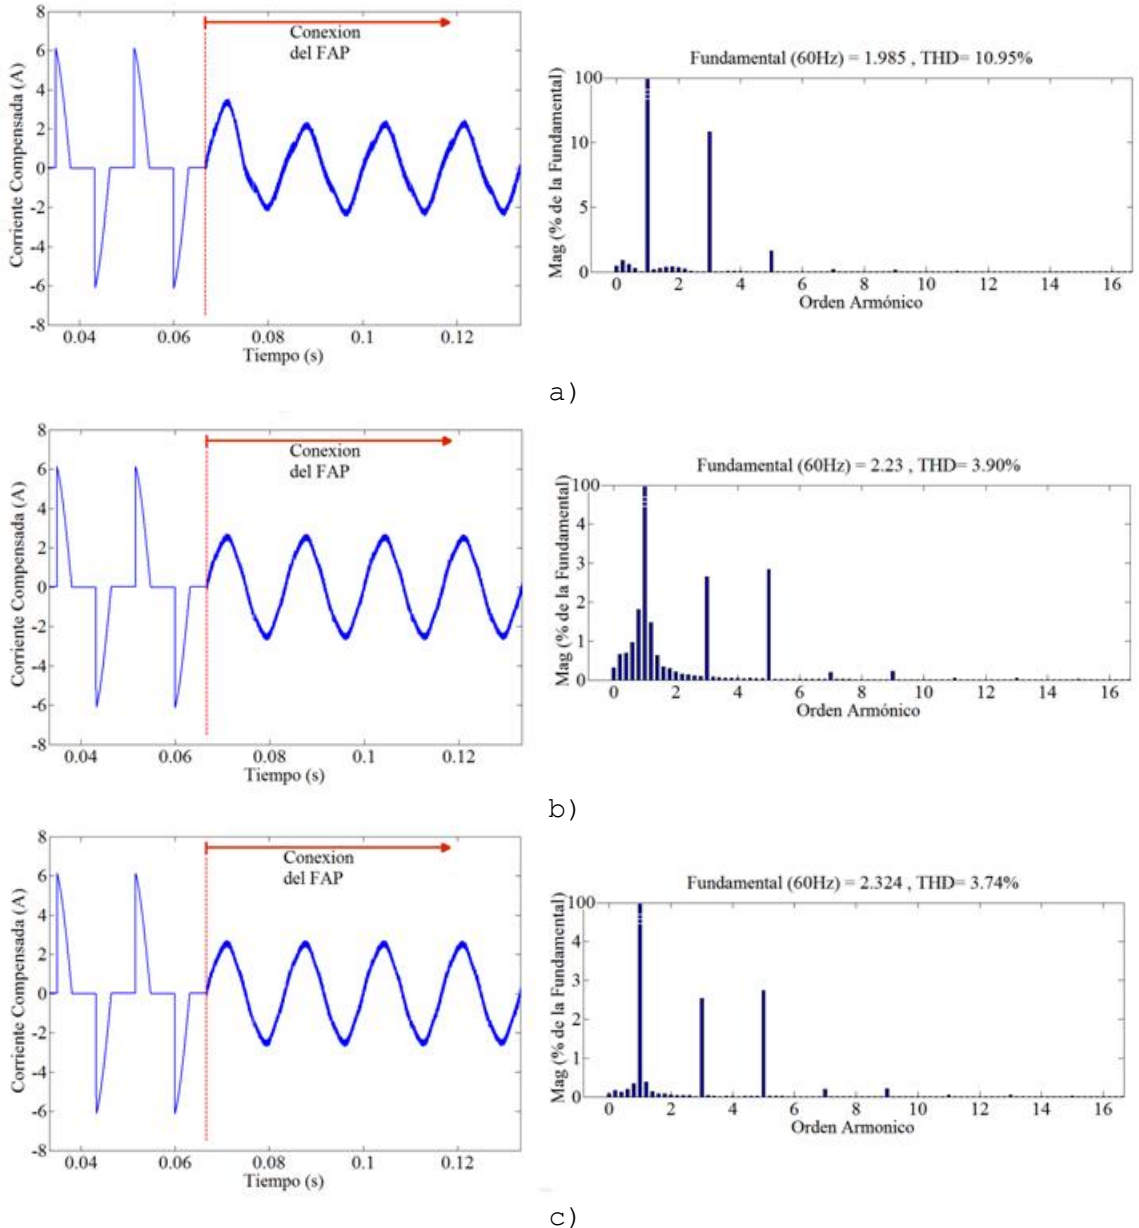 Conexion
del FAP
Corriente Compensada (A)
8
6
4
2
0
-2
-4
-6
-8
0.04 0.06 0.08 0.1 0.12
Tiempo (s)
Fundamental (60Hz) = 1.985 , THD= 10.95%
Mag (% de la Fundamental)
100
10
5
0
0 2 4 6 8 10 12 14 16
Orden Armónico
a)
Conexion
del FAP
Corriente Compensada (A)
8
6
4
2
0
-2
-4
-6
-8
0.04 0.06 0.08 0.1 0.12
Tiempo (s)
Fundamental (60Hz) = 2.23 , THD= 3.90%
Mag (% de la Fundamental)
100
4
3
2
1
0
0 2 4 6 8 10 12 14 16
Orden Armónico
b)
Conexion
del FAP
Corriente Compensada (A)
8
6
4
2
0
-2
-4
-6
-8
0.04 0.06 0.08 0.1 0.12
Tiempo (s)
Fundamental (60Hz) = 2.324 , THD= 3.74%
Mag (% de la Fundamental)
100
4
3
2
1
0
0 2 4 6 8 10 12 14 16
Orden Armonico
c)